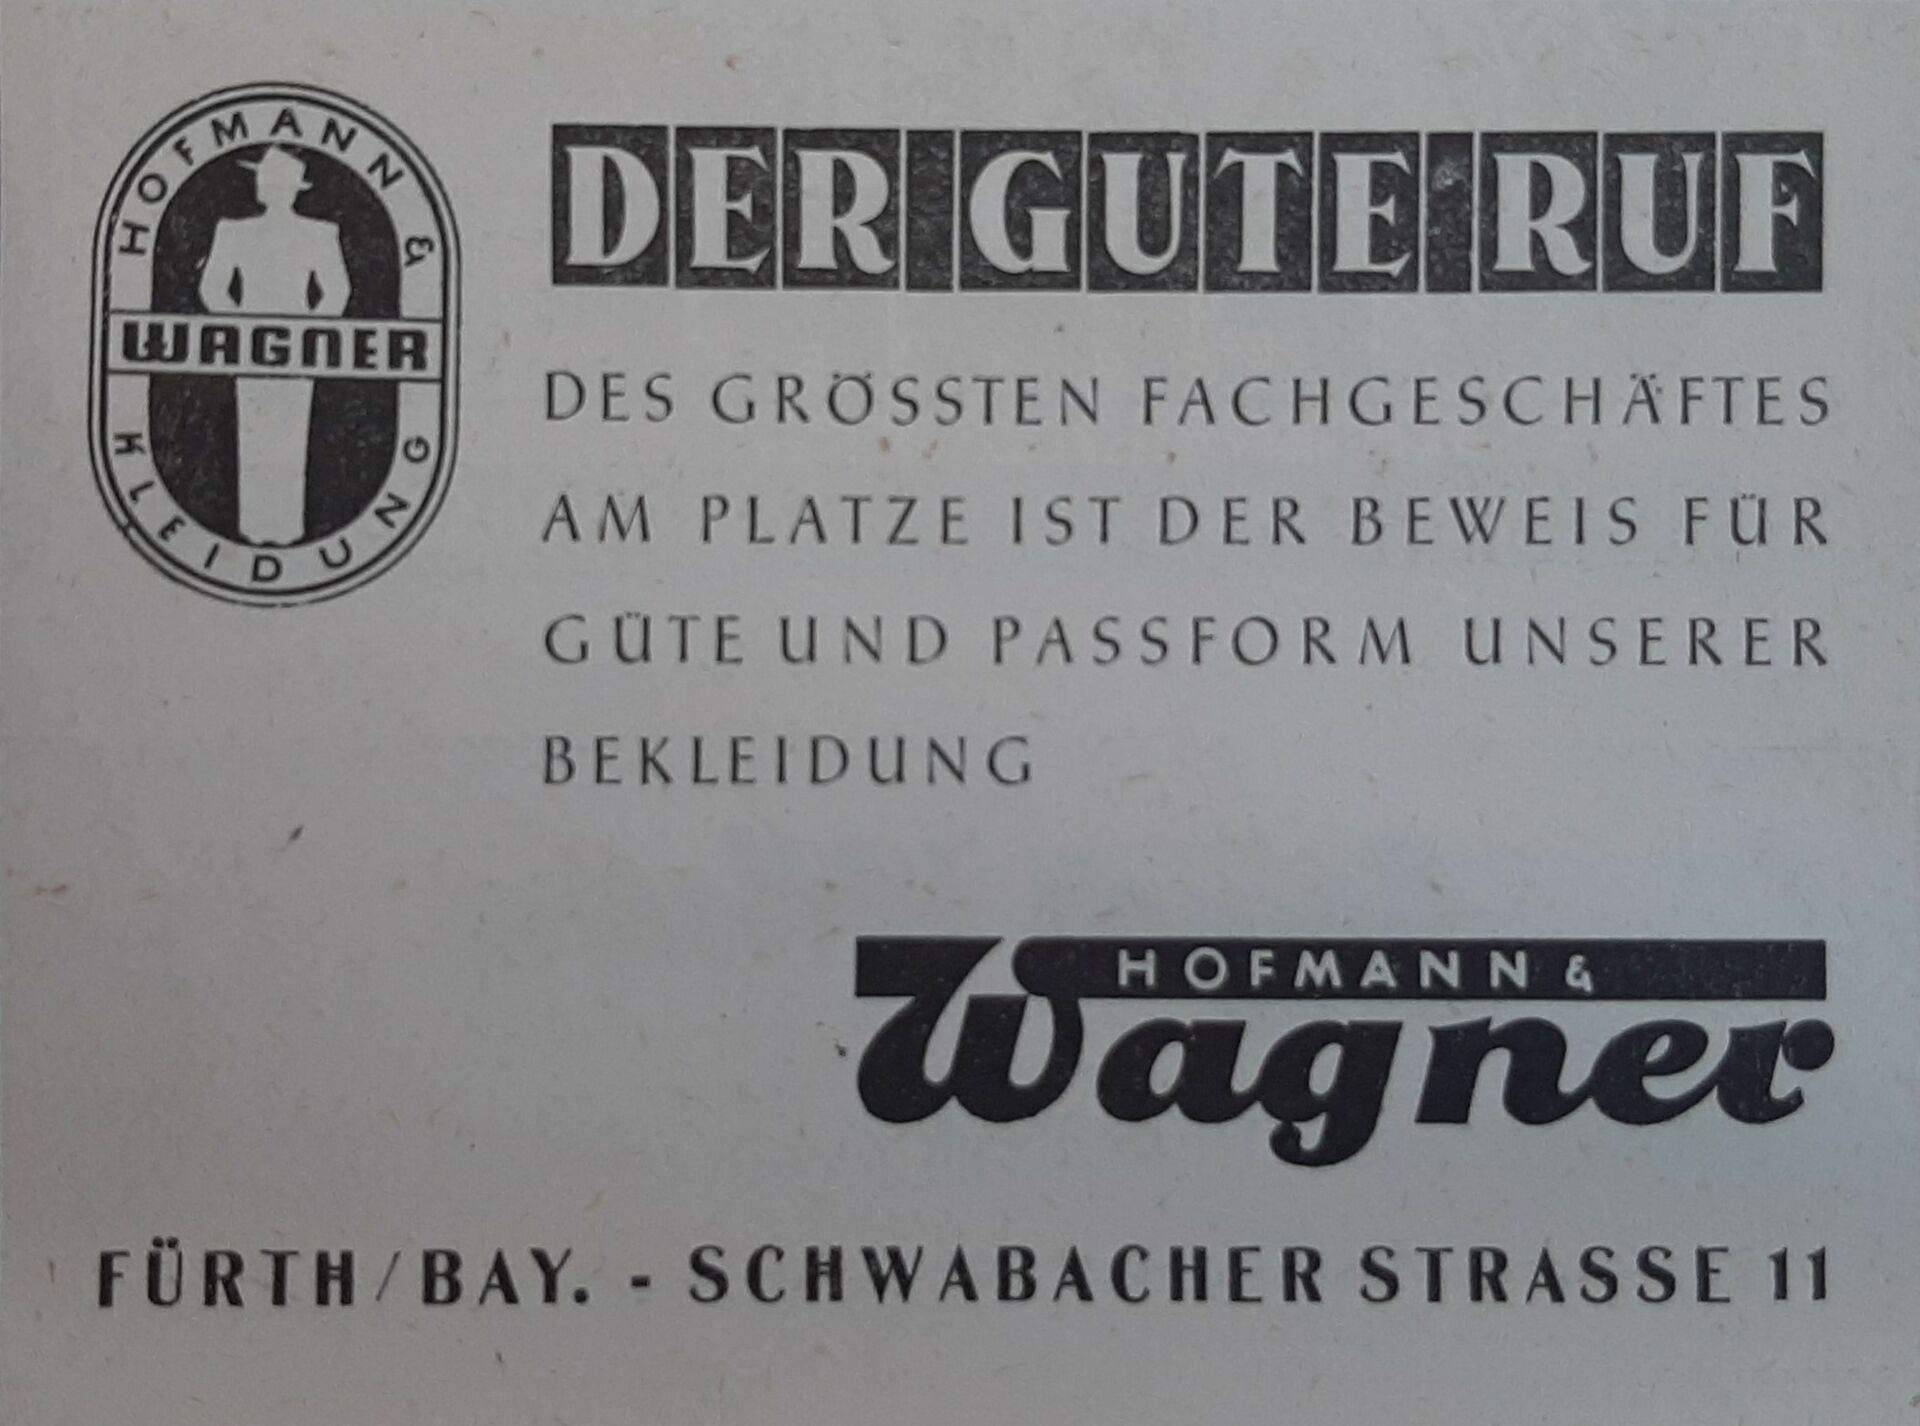 HOFMANN &
WAGNER
KLEIDUNG
DER GUTE RUF
DES GRÖSSTEN FACHGESCHÄFTES
AM PLATZE IST DER BEWEIS FÜR
GÜTE UND PASSFORM UNSERER
BEKLEIDUNG
HOFMANN &
Wagner
FÜRTH/BAY. - SCHWABACHER STRASSE 11